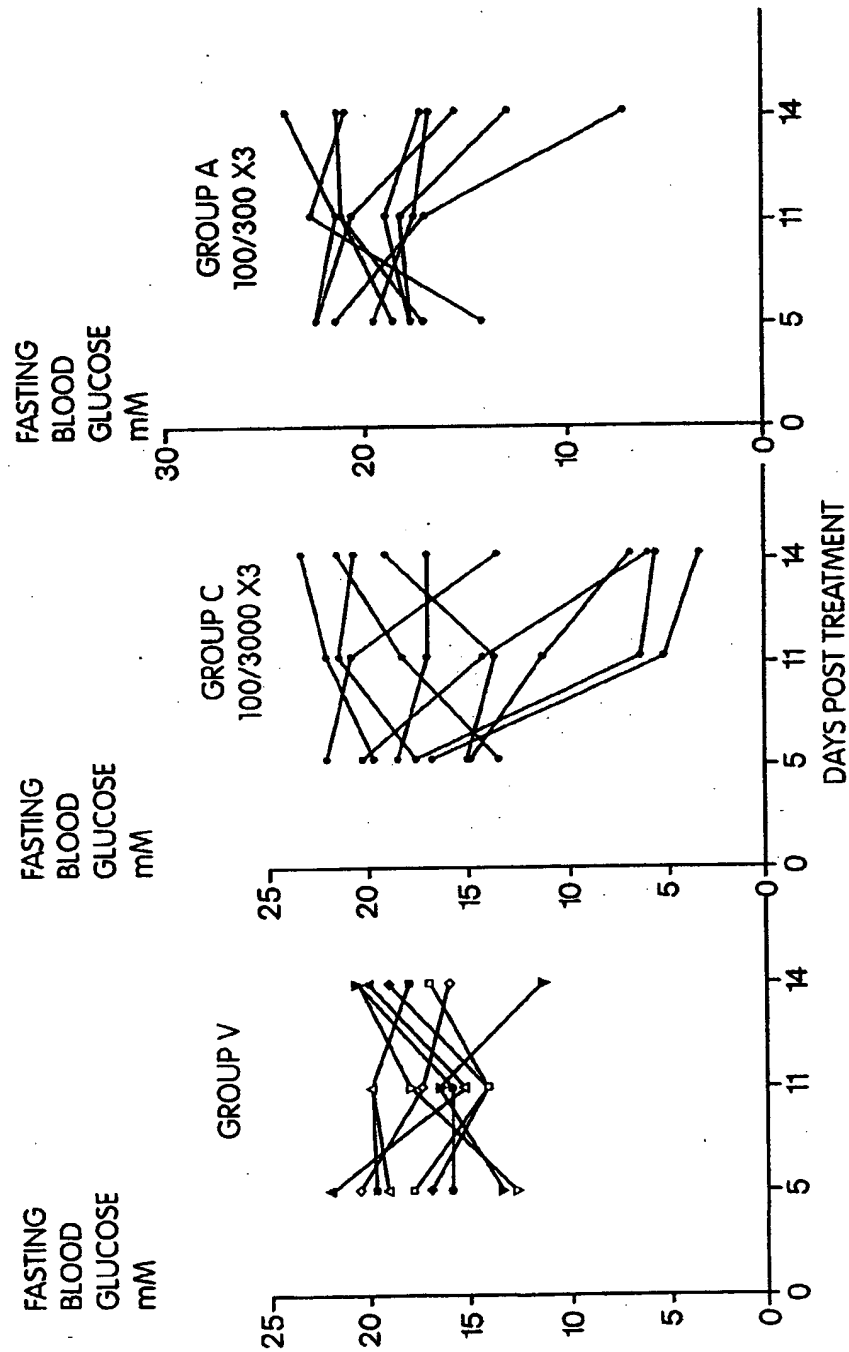 FASTING
BLOOD
GLUCOSE
mM
GROUP V
25
20
15
10
5
0
0 5 11 14
FASTING
BLOOD
GLUCOSE
mM
GROUP C
100/3000 X3
25
20
15
10
5
0
0 5 11 14
DAYS POST TREATMENT
FASTING
BLOOD
GLUCOSE
mM
GROUP A
100/300 X3
30
20
10
0
0 5 11 14